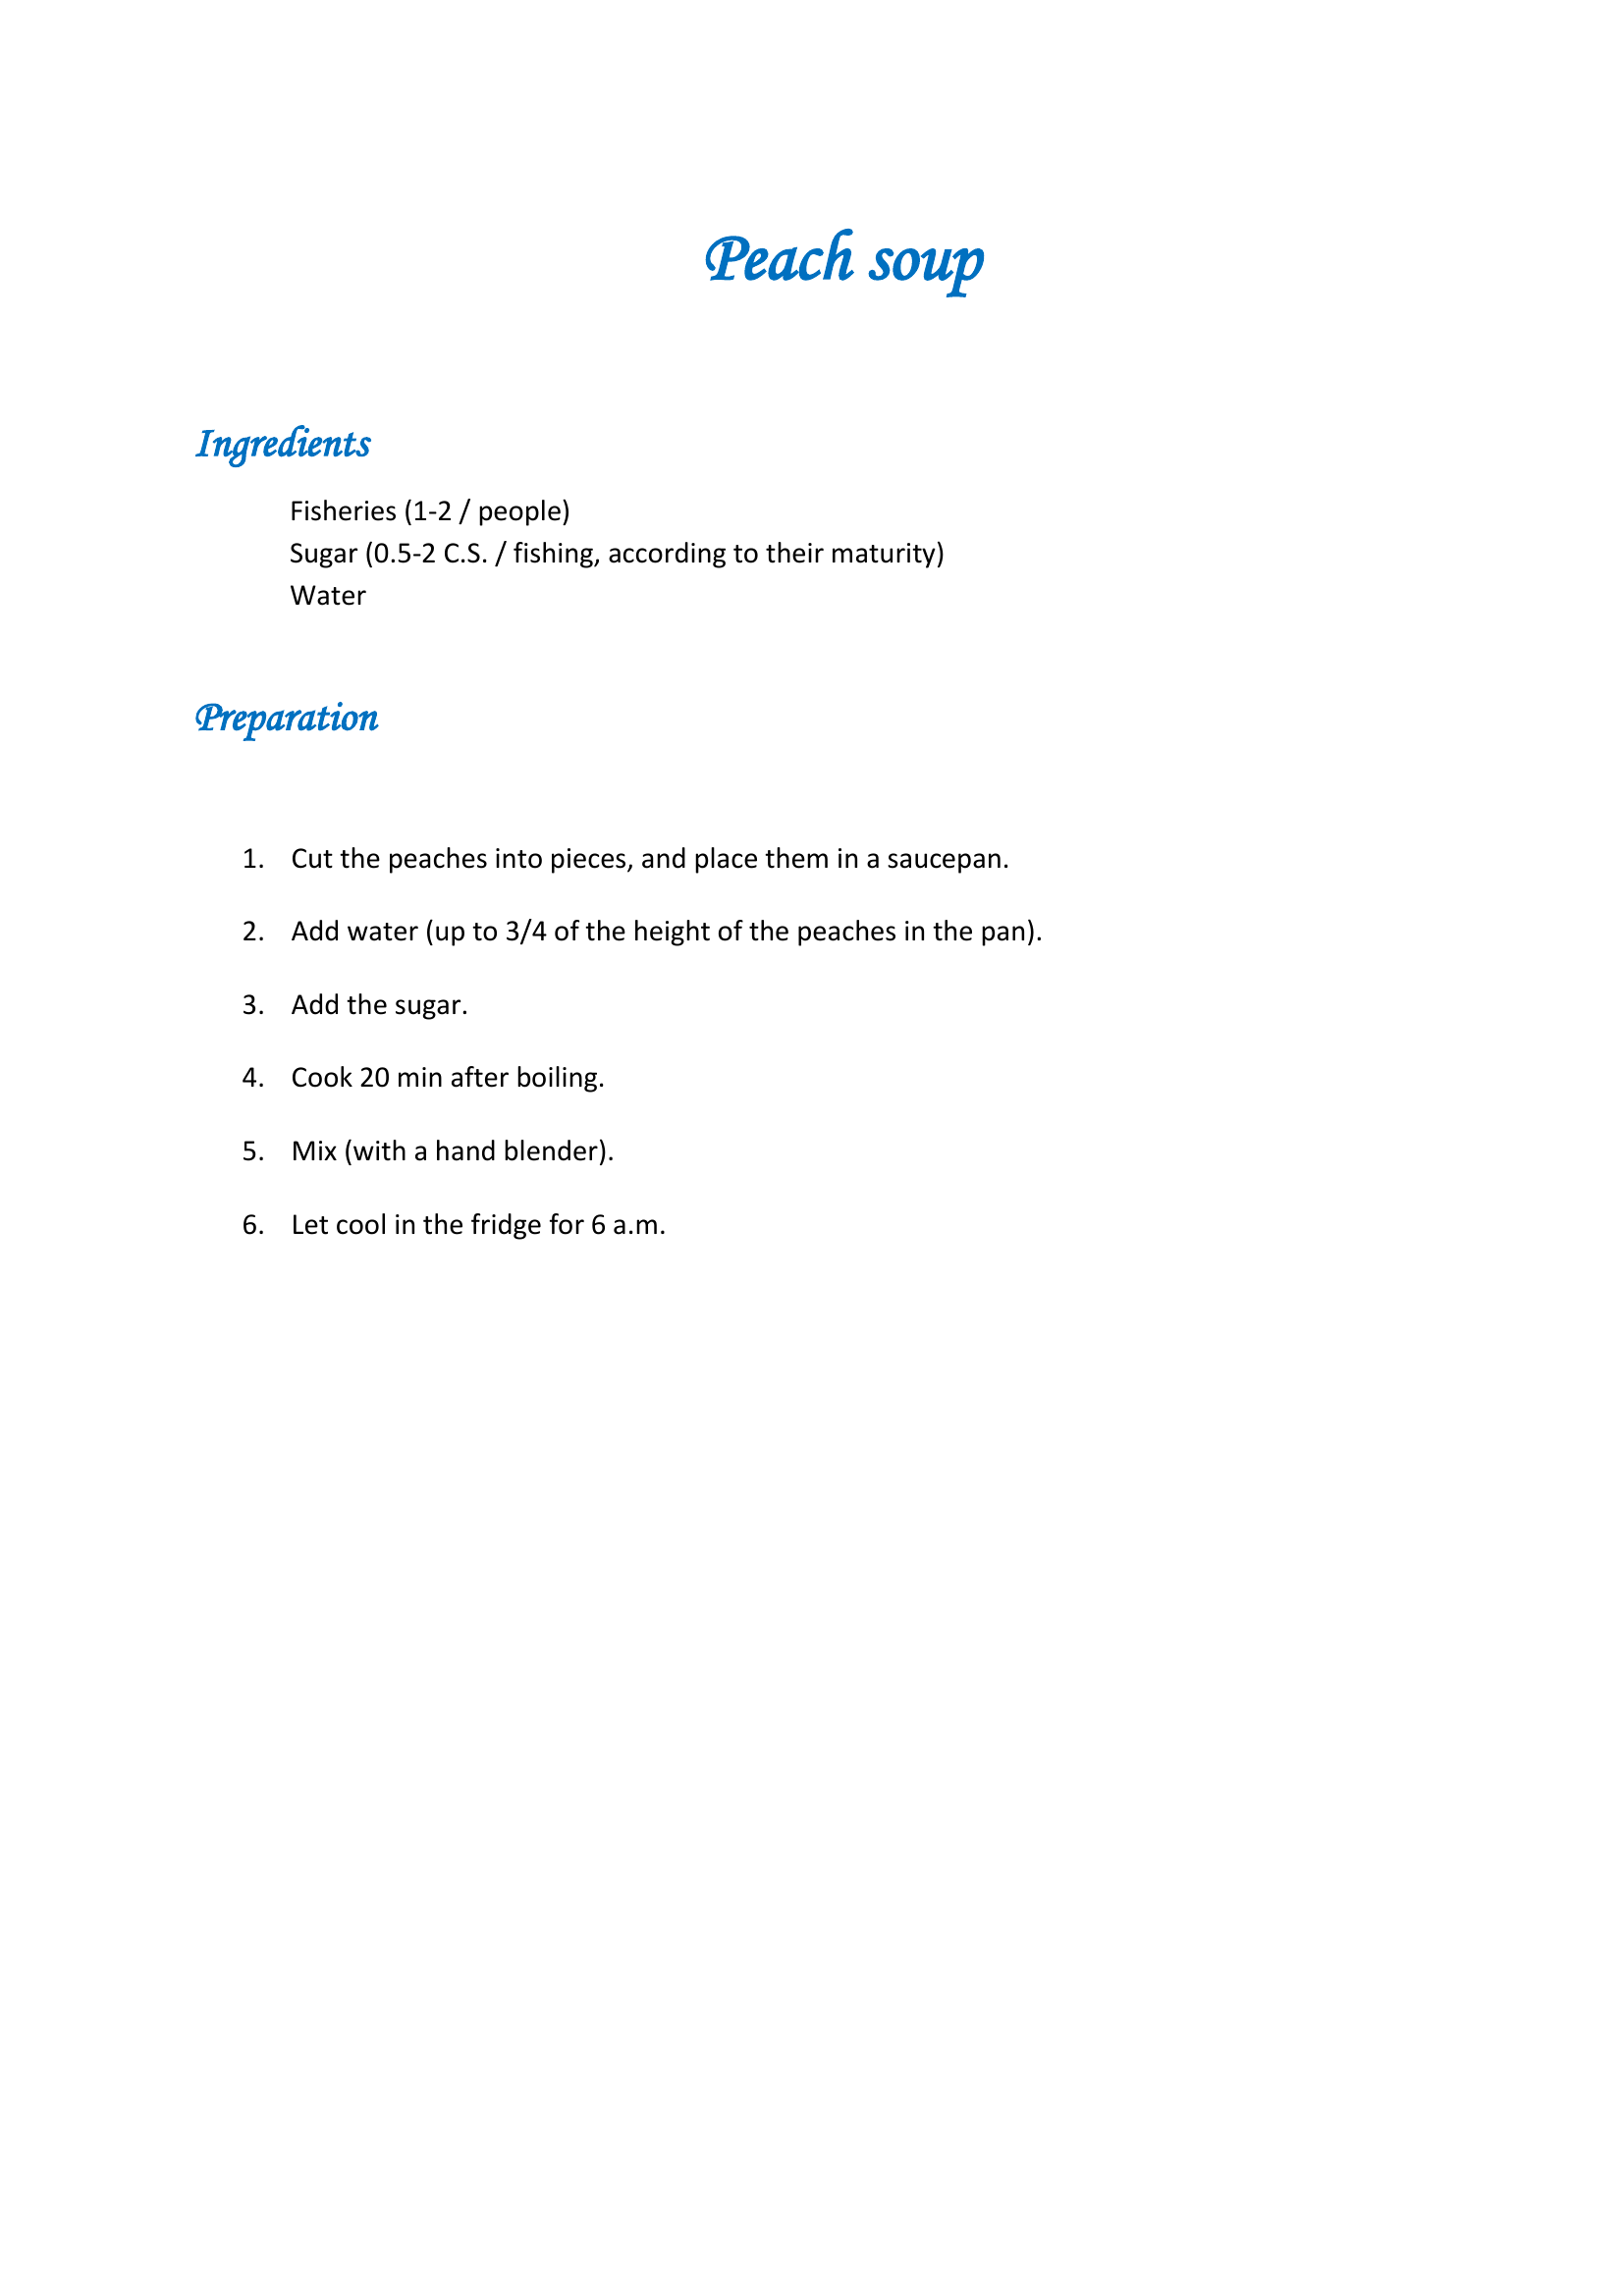 Peach soup
Ingredients
Fisheries (1-2 / people)
Sugar (0.5-2 C.S. / fishing, according to their maturity)
Water
Preparation
1. Cut the peaches into pieces, and place them in a saucepan.
2. Add water (up to 3/4 of the height of the peaches in the pan).
3. Add the sugar.
4. Cook 20 min after boiling.
5. Mix (with a hand blender).
6. Let cool in the fridge for 6 a.m.